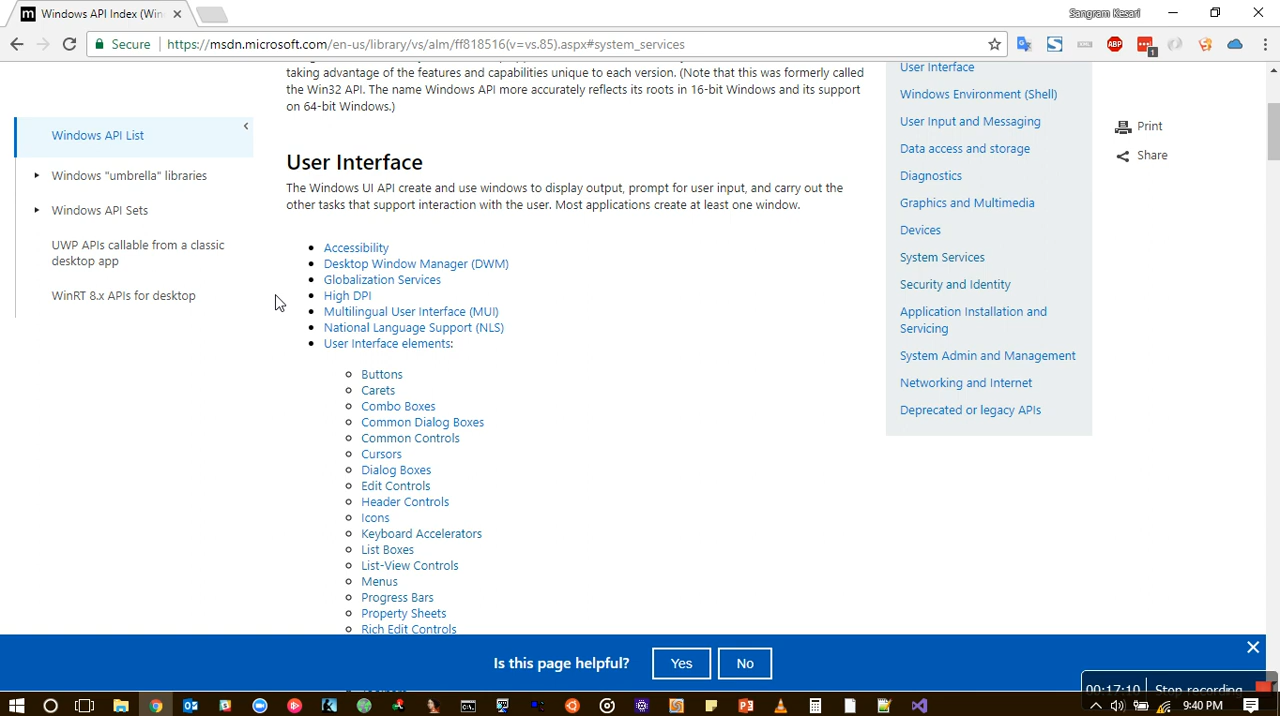 Windows API Index (Win
Sangram Kesari
Secure
https://msdn.microsoft.com/en-us/library/vs/alm/ff818516(v=vs.85).aspx#system_services
ABP
1
taking advantage of the features and capabilities unique to each version. (Note that this was formerly called
the Win32 API. The name Windows API more accurately reflects its roots in 16-bit Windows and its support
on 64-bit Windows.)
Windows API List
Windows "umbrella" libraries
Windows API Sets
UWP APIs callable from a classic
desktop app
WinRT 8.x APIs for desktop
User Interface
The Windows UI API create and use windows to display output, prompt for user input, and carry out the
other tasks that support interaction with the user. Most applications create at least one window.
Accessibility
Desktop Window Manager (DWM)
Globalization Services
High DPI
Multilingual User Interface (MUI)
National Language Support (NLS)
User Interface elements:
Buttons
Carets
Combo Boxes
Common Dialog Boxes
Common Controls
Cursors
Dialog Boxes
Edit Controls
Header Controls
Icons
Keyboard Accelerators
List Boxes
List-View Controls
Menus
Progress Bars
Property Sheets
Rich Edit Controls
User Interface
Windows Environment (Shell)
User Input and Messaging
Data access and storage
Diagnostics
Graphics and Multimedia
Devices
System Services
Security and Identity
Application Installation and
Servicing
System Admin and Management
Networking and Internet
Deprecated or legacy APIs
Print
Share
Is this page helpful?
Yes
No
00:17:10
Stop recording
9:40 PM